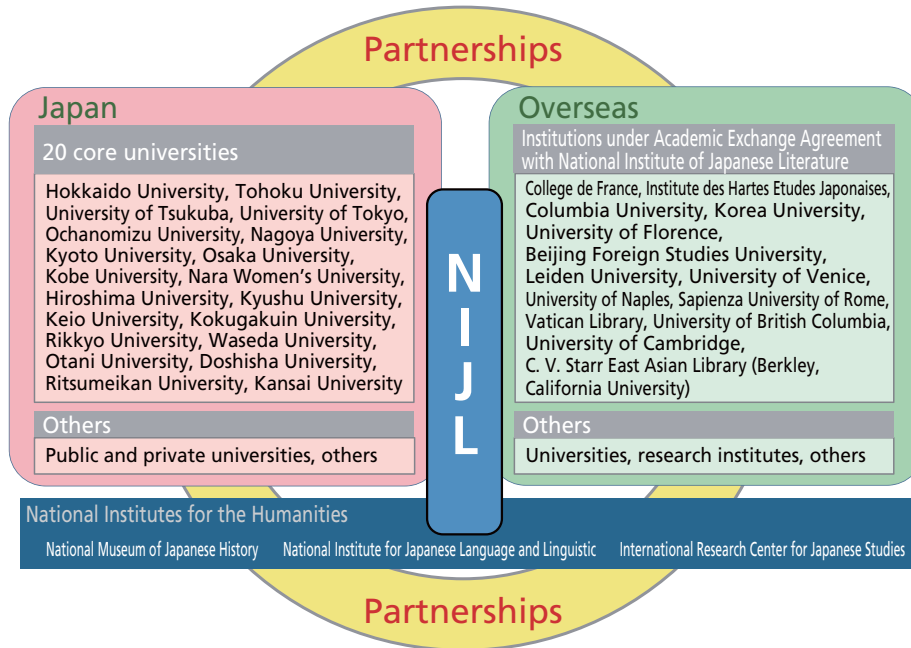 Partnerships
Japan
20 core universities
Hokkaido University, Tohoku University,
University of Tsukuba, University of Tokyo,
Ochanomizu University, Nagoya University,
Kyoto University, Osaka University,
Kobe University, Nara Women's University,
Hiroshima University, Kyushu University,
Keio University, Kokugakuin University,
Rikkyo University, Waseda University,
Otani University, Doshisha University,
Ritsumeikan University, Kansai University
Others
Public and private universities, others
N
I
J
L
Overseas
Institutions under Academic Exchange Agreement
with National Institute of Japanese Literature
College de France, Institute des Hartes Etudes Japonaises,
Columbia University, Korea University,
University of Florence,
Beijing Foreign Studies University,
Leiden University, University of Venice,
University of Naples, Sapienza University of Rome,
Vatican Library, University of British Columbia,
University of Cambridge,
C. V. Starr East Asian Library (Berkley,
California University)
Others
Universities, research institutes, others
National Institutes for the Humanities
National Museum of Japanese History National Institute for Japanese Language and Linguistic International Research Center for Japanese Studies
Partnerships